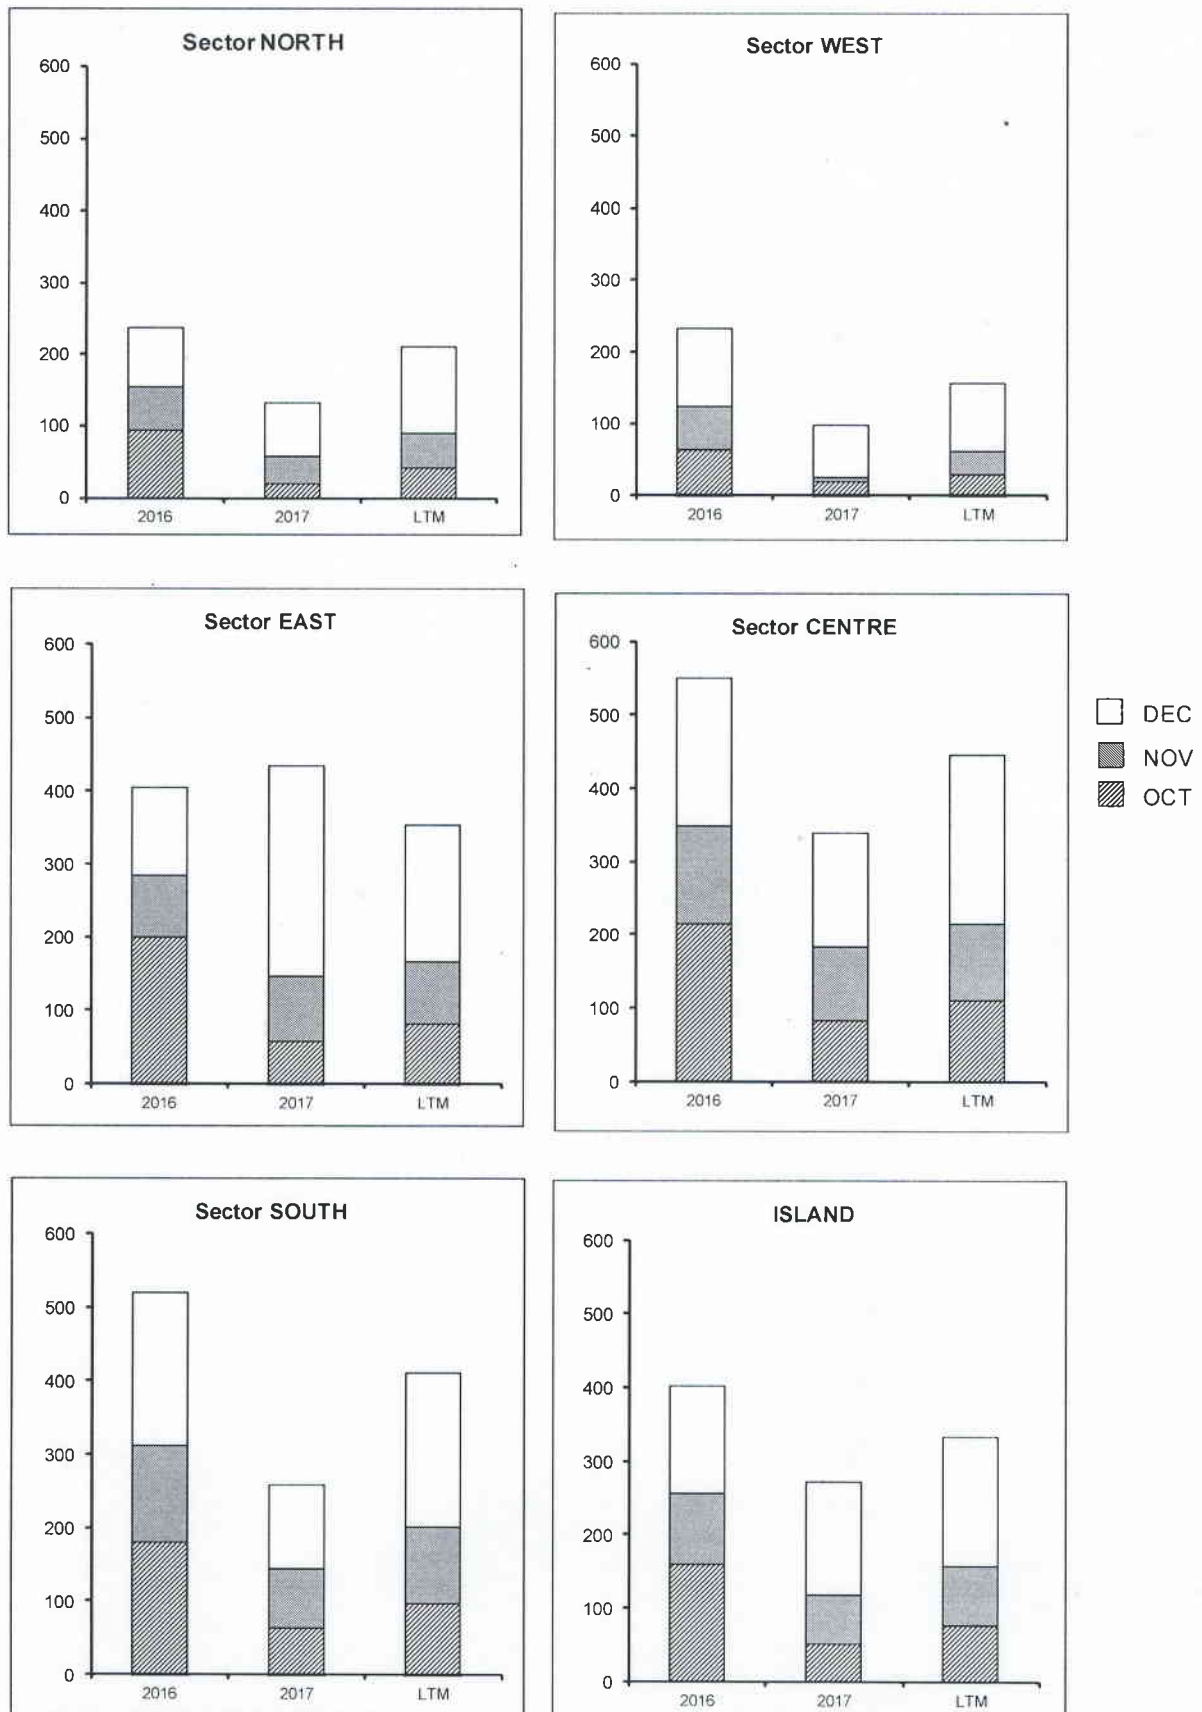 Sector NORTH
600
500
400
300
200
100
0
2016 2017 LTM
Sector WEST
600
500
400
300
200
100
0
2016 2017 LTM
Sector EAST
600
500
400
300
200
100
0
2016 2017 LTM
Sector CENTRE
600
500
400
300
200
100
0
2016 2017 LTM
DEC
NOV
OCT
Sector SOUTH
600
500
400
300
200
100
0
2016 2017 LTM
ISLAND
600
500
400
300
200
100
0
2016 2017 LTM